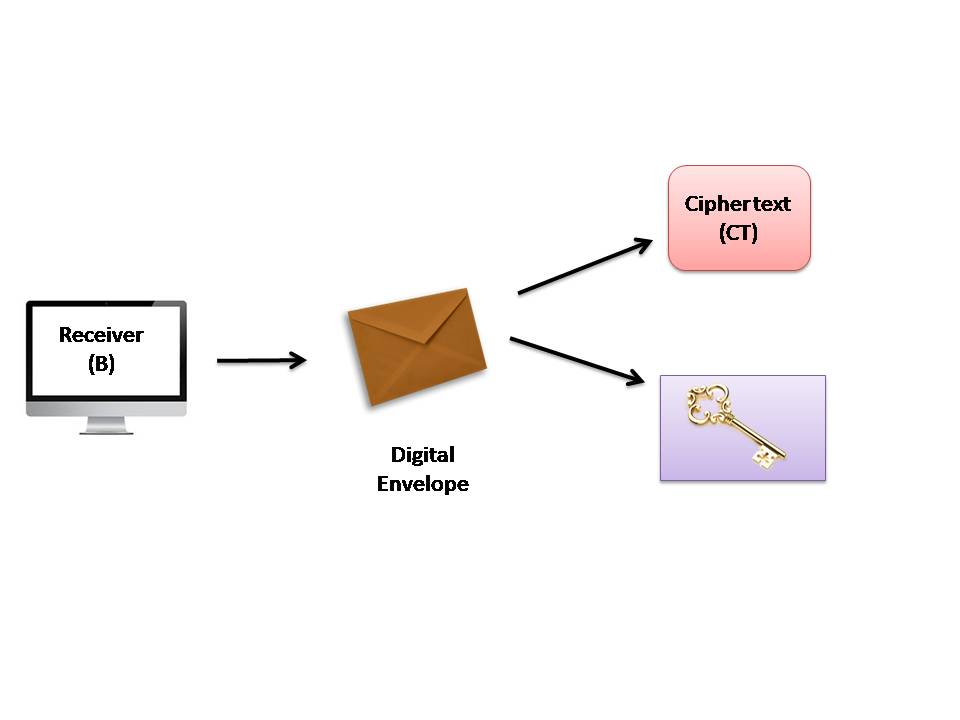 Receiver
(B)
Digital
Envelope
Ciphertext
(CT)